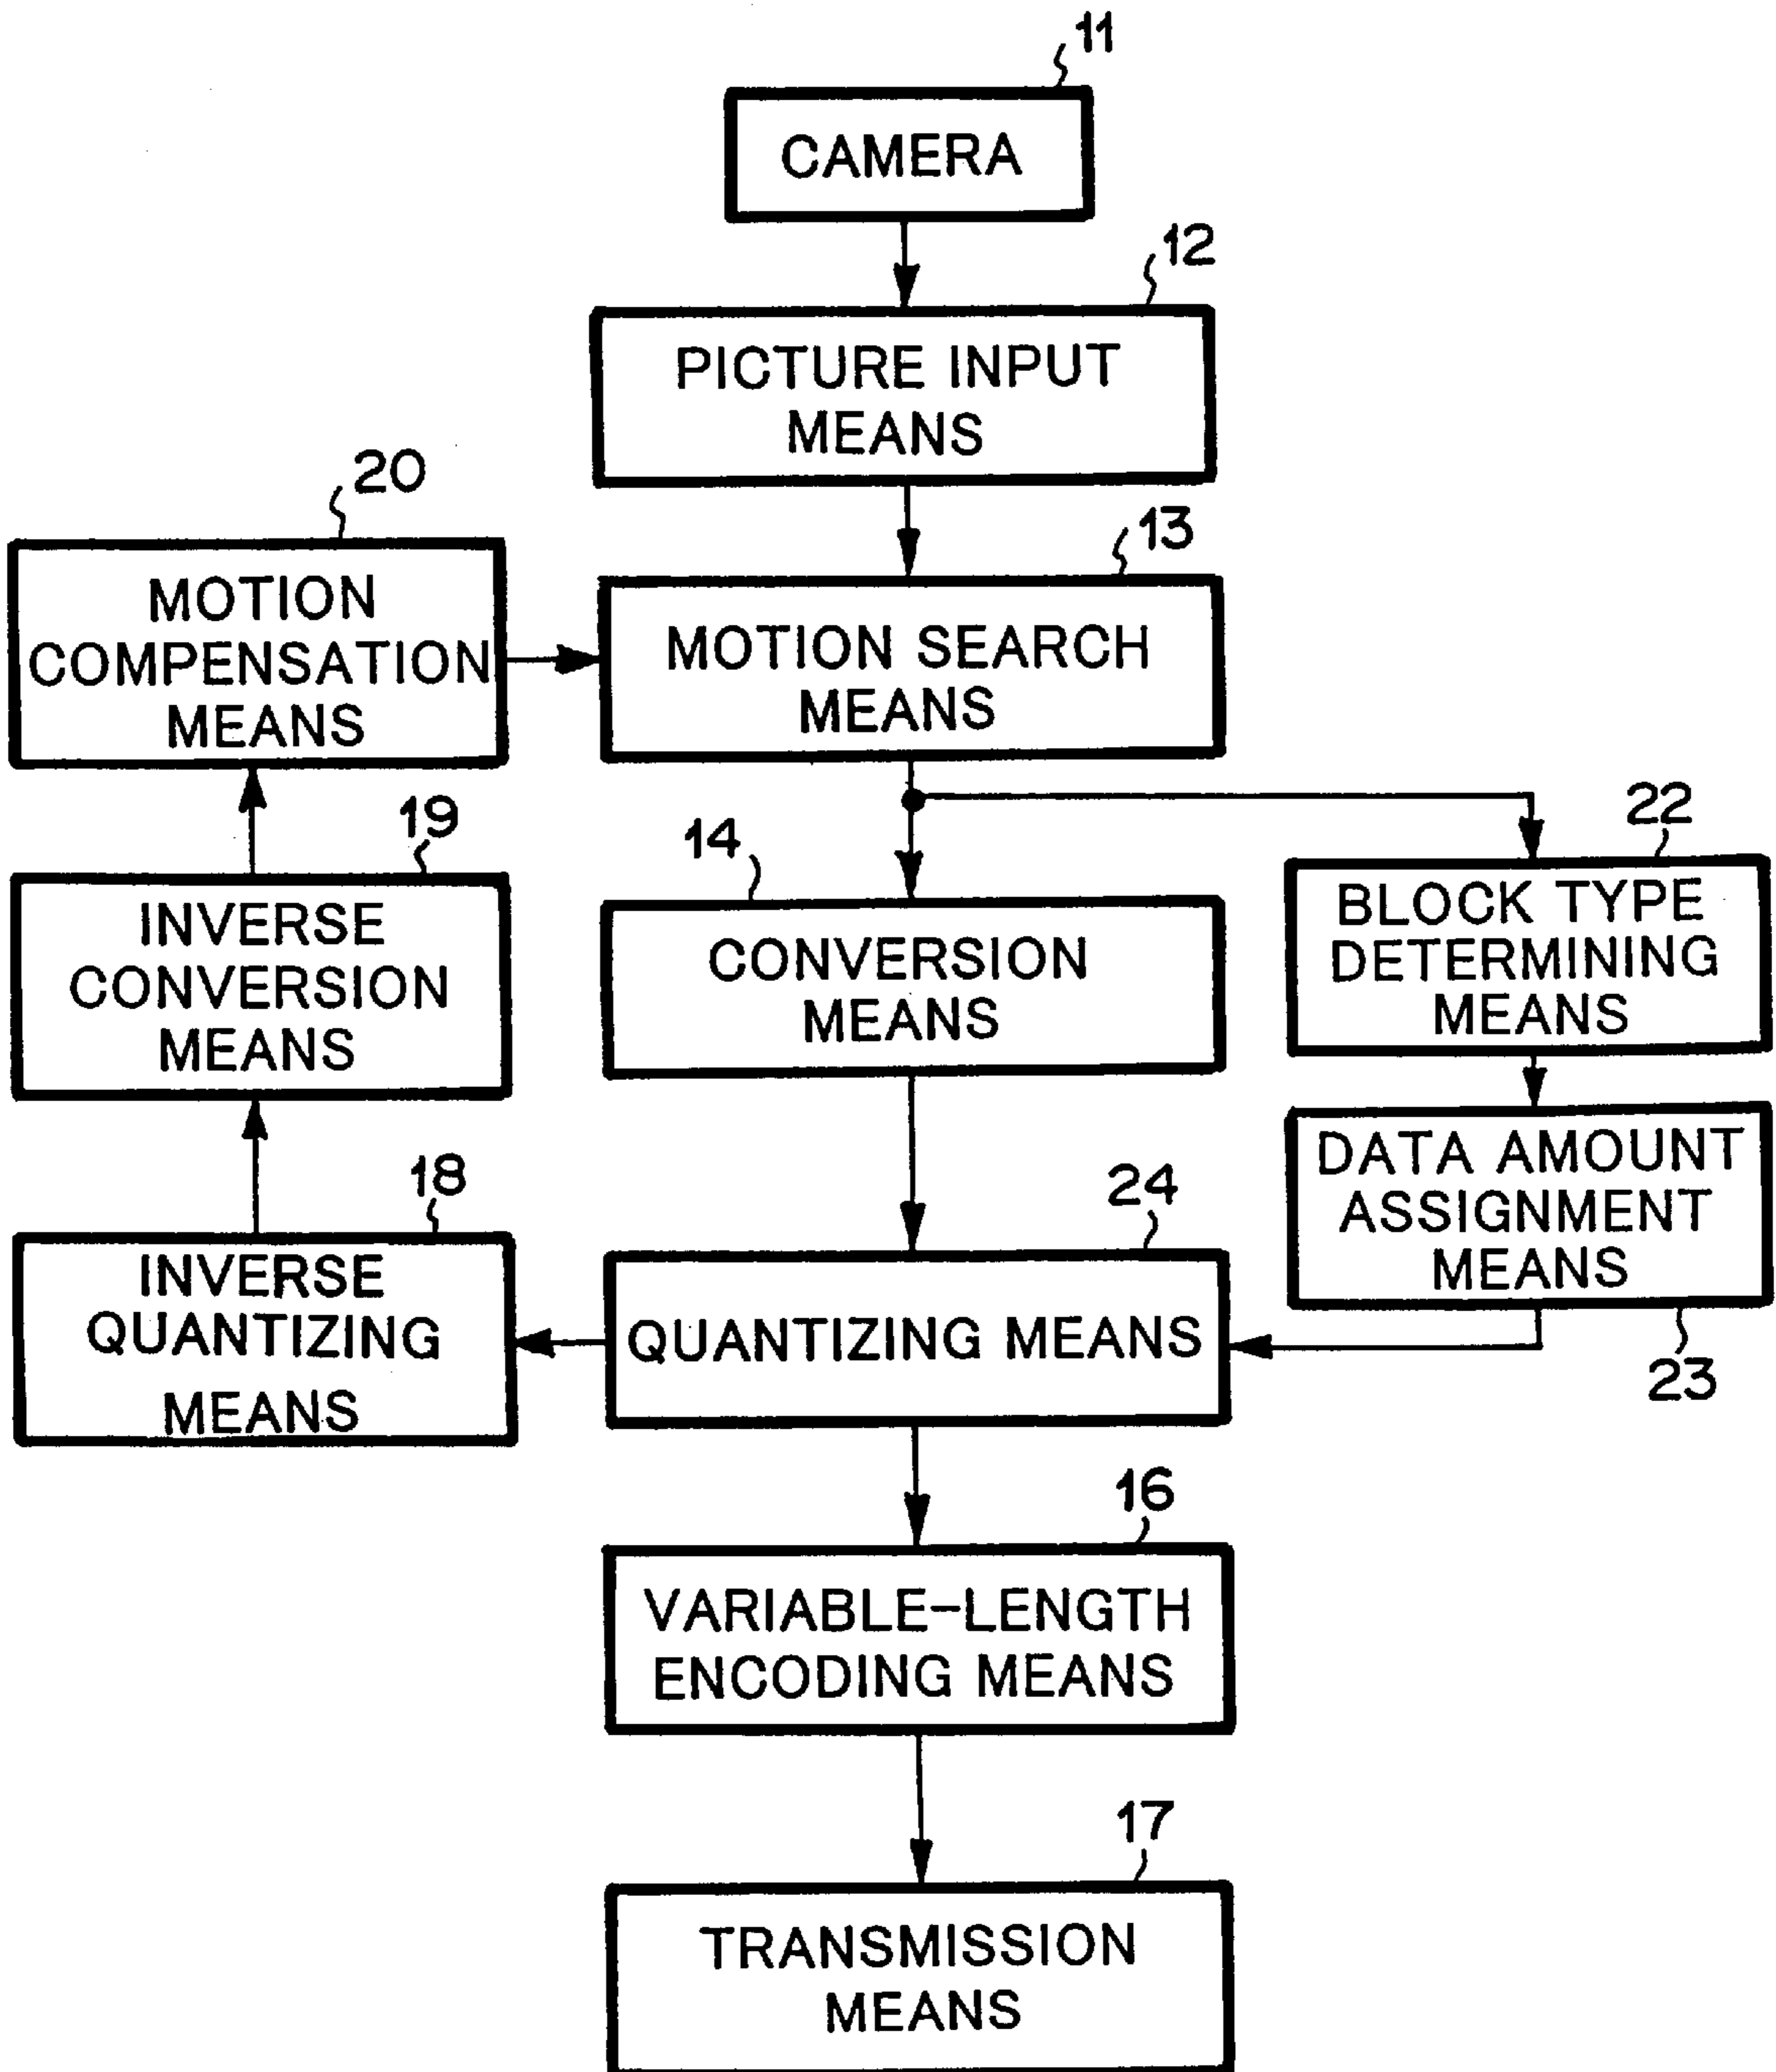 11
CAMERA
12
PICTURE INPUT
MEANS
20
MOTION
COMPENSATION
MEANS
13
MOTION SEARCH
MEANS
19
INVERSE
CONVERSION
MEANS
14
CONVERSION
MEANS
22
BLOCK TYPE
DETERMINING
MEANS
DATA AMOUNT
ASSIGNMENT
MEANS
23
18
INVERSE
QUANTIZING
MEANS
24
QUANTIZING MEANS
16
VARIABLE-LENGTH
ENCODING MEANS
17
TRANSMISSION
MEANS